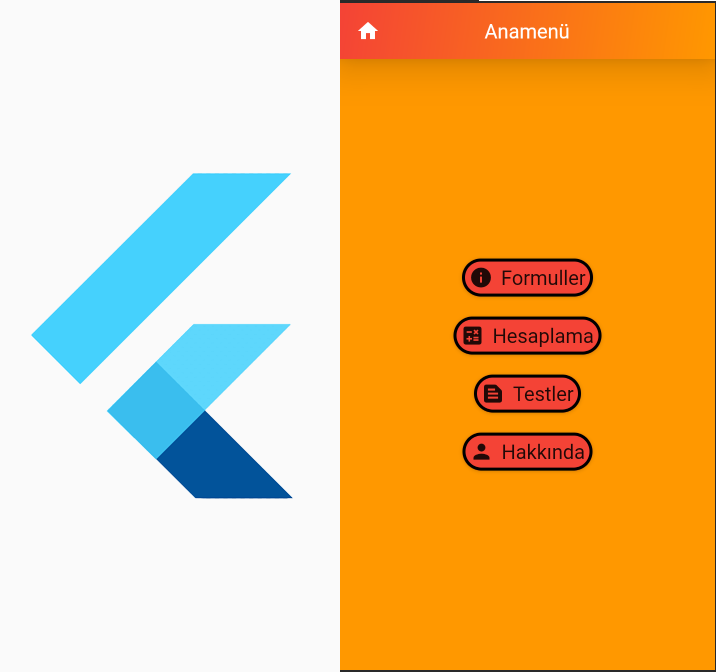 Anamenü
Formuller
Hesaplama
Testler
Hakkında